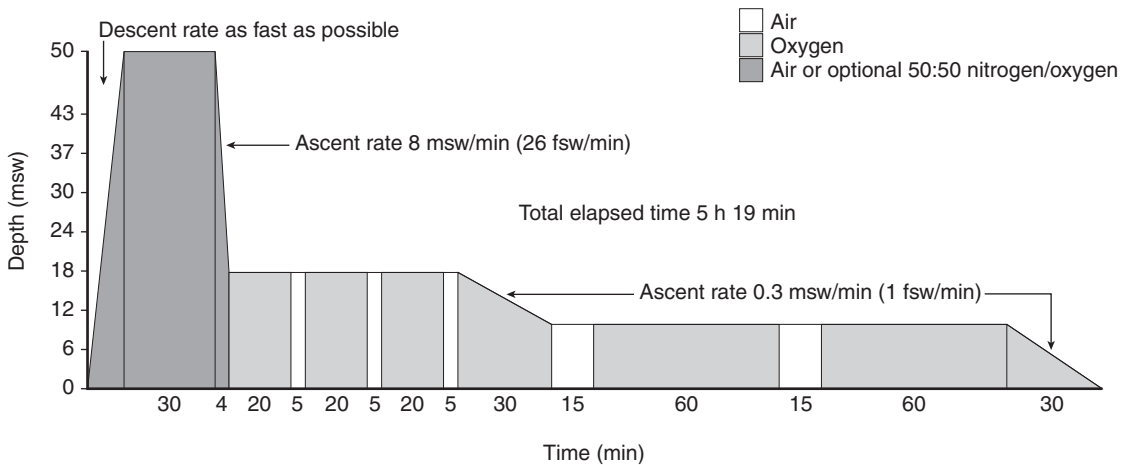 Descent rate as fast as possible
Air
Oxygen
Air or optional 50:50 nitrogen/oxygen
50
43
37
30
24
18
12
6
0
Depth (msw)
Ascent rate 8 msw/min (26 fsw/min)
Total elapsed time 5 h 19 min
Ascent rate 0.3 msw/min (1 fsw/min)
30 4 20 5 20 5 20 5 30 15 60 15 60 30
Time (min)